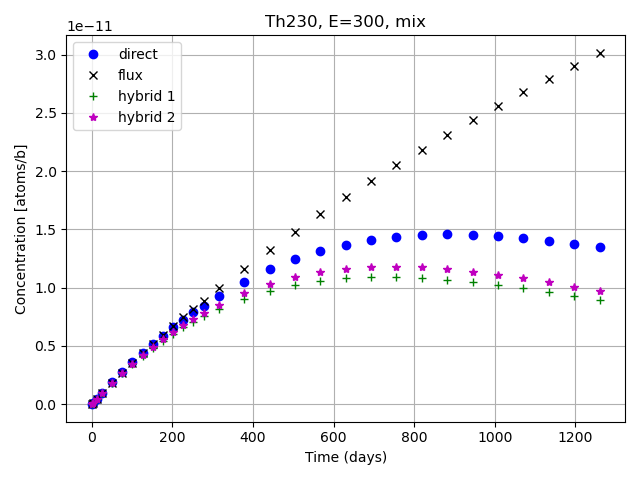 Th230, E=300, mix
1e−11
3.0
2.5
2.0
1.5
1.0
0.5
0.0
Concentration [atoms/b]
direct
flux
hybrid 1
hybrid 2
0 200 400 600 800 1000 1200
Time (days)